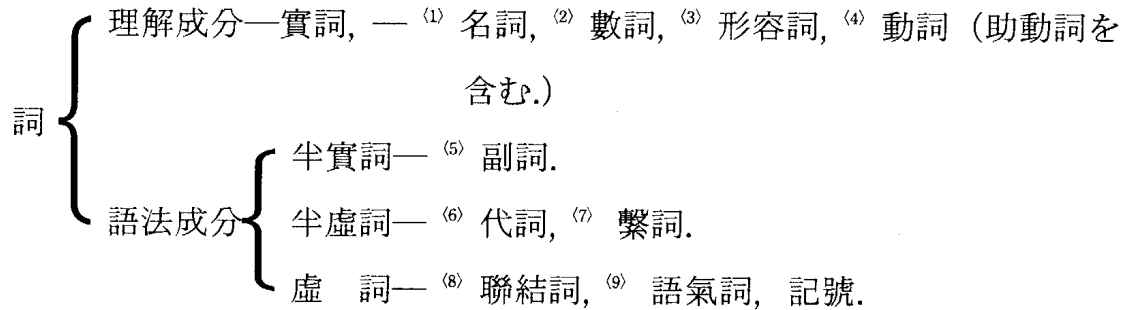 理解成分—實詞, — ⁽¹⁾ 名詞, ⁽²⁾ 數詞, ⁽³⁾ 形容詞, ⁽⁴⁾ 動詞 (助動詞を
含む.)
詞
半實詞— ⁽⁵⁾ 副詞.
語法成分 半虛詞— ⁽⁶⁾ 代詞, ⁽⁷⁾ 繫詞.
虛 詞— ⁽⁸⁾ 聯結詞, ⁽⁹⁾ 語氣詞, 記號.